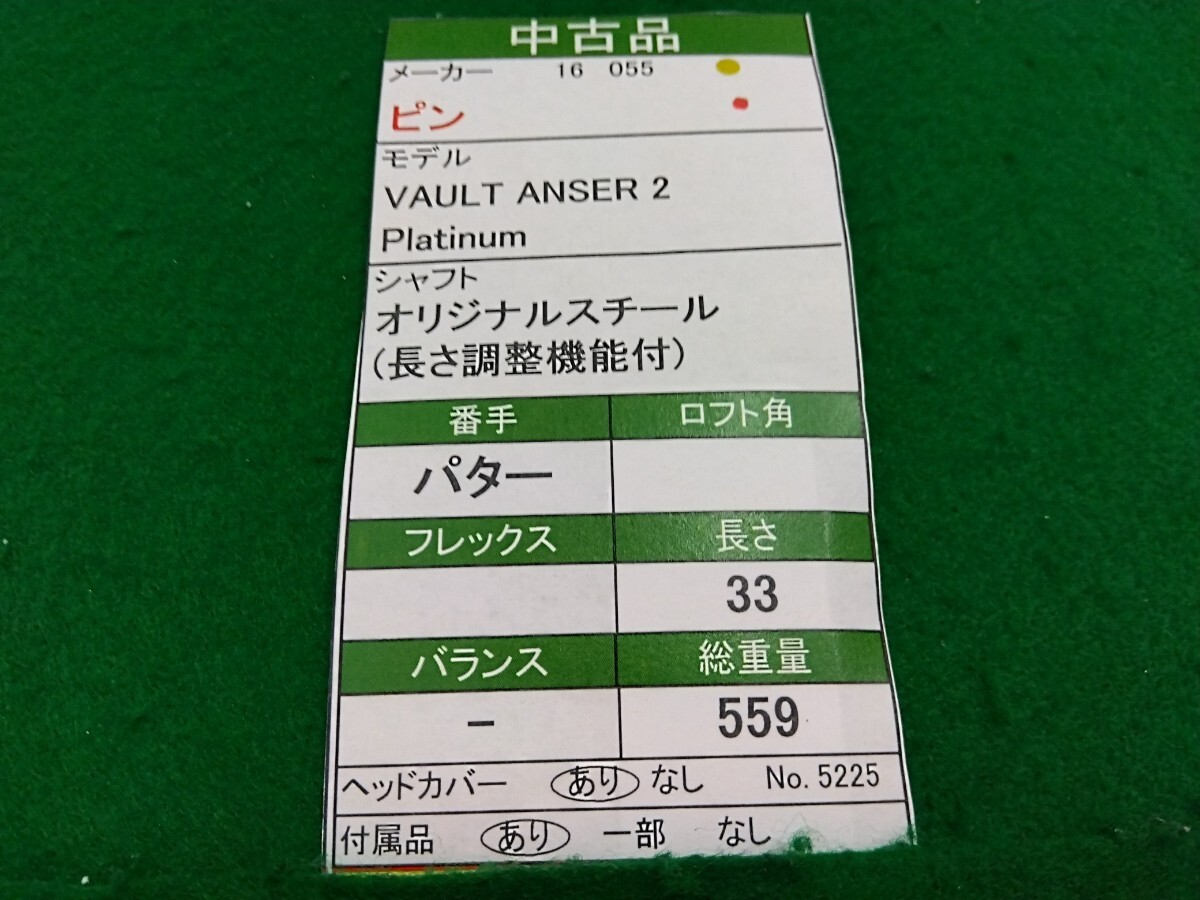 中古品
メーカー 16 055
ピン
モデル
VAULT ANSER 2
Platinum
シャフト
オリジナルスチール
(長さ調整機能付)
番手 ロフト角
パター
フレックス 長さ
33
バランス 総重量
- 559
ヘッドカバー あり なし No. 5225
付属品 あり 一部 なし